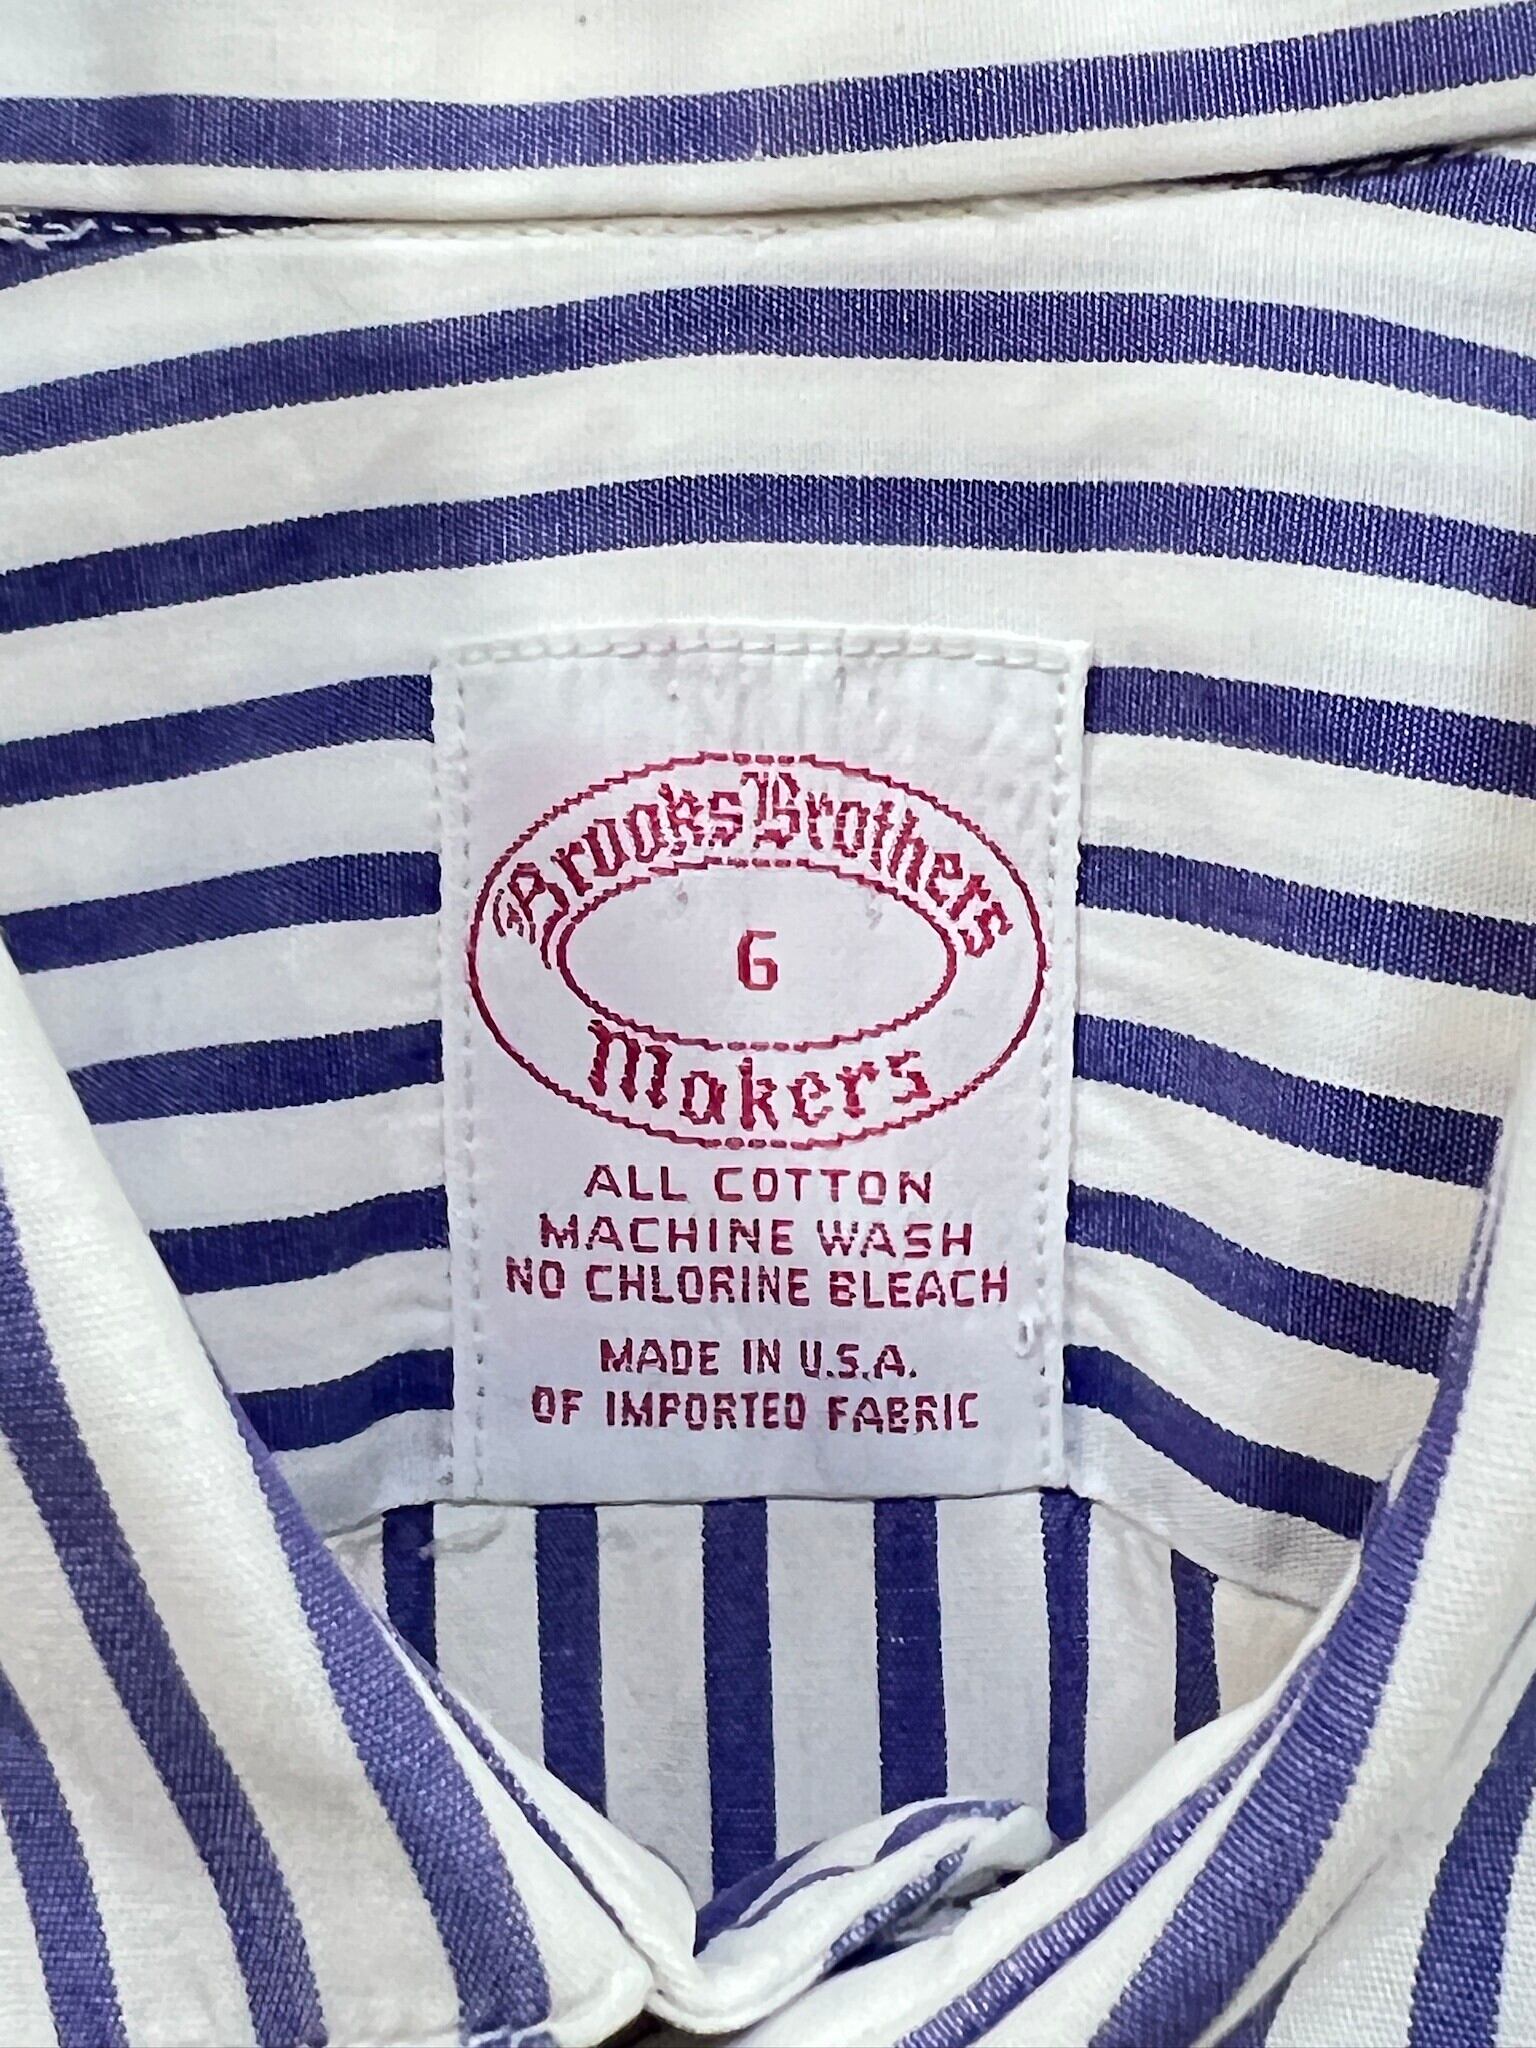 Brooks Brothers
6
Makers
ALL COTTON
MACHINE WASH
NO CHLORINE BLEACH
MADE IN U.S.A.
OF IMPORTED FABRIC